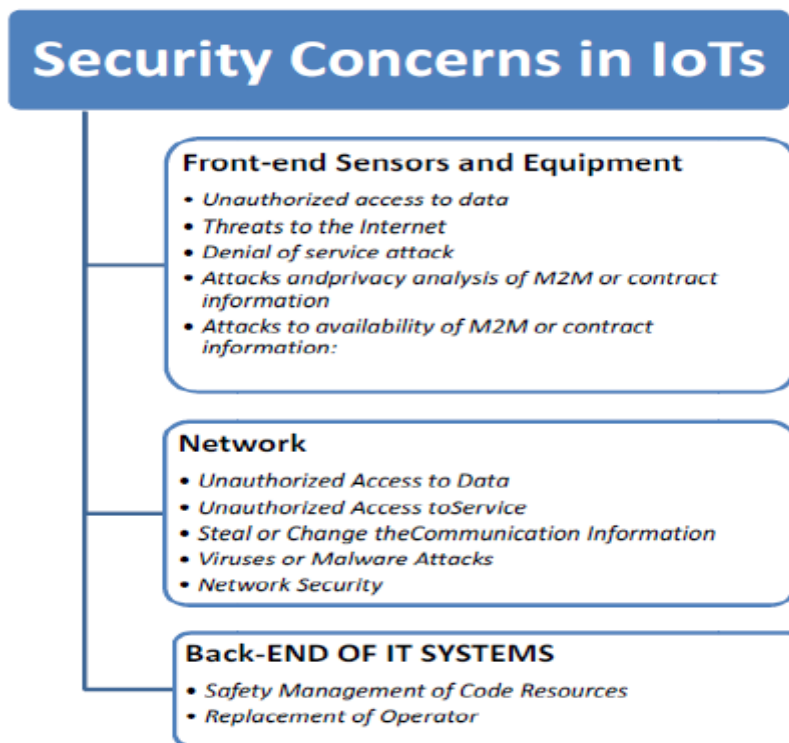 Security Concerns in IoTs
Front-end Sensors and Equipment
• Unauthorized access to data
• Threats to the Internet
• Denial of service attack
• Attacks andprivacy analysis of M2M or contract
information
• Attacks to availability of M2M or contract
information:
Network
• Unauthorized Access to Data
• Unauthorized Access toService
• Steal or Change theCommunication Information
• Viruses or Malware Attacks
• Network Security
Back-END OF IT SYSTEMS
• Safety Management of Code Resources
• Replacement of Operator